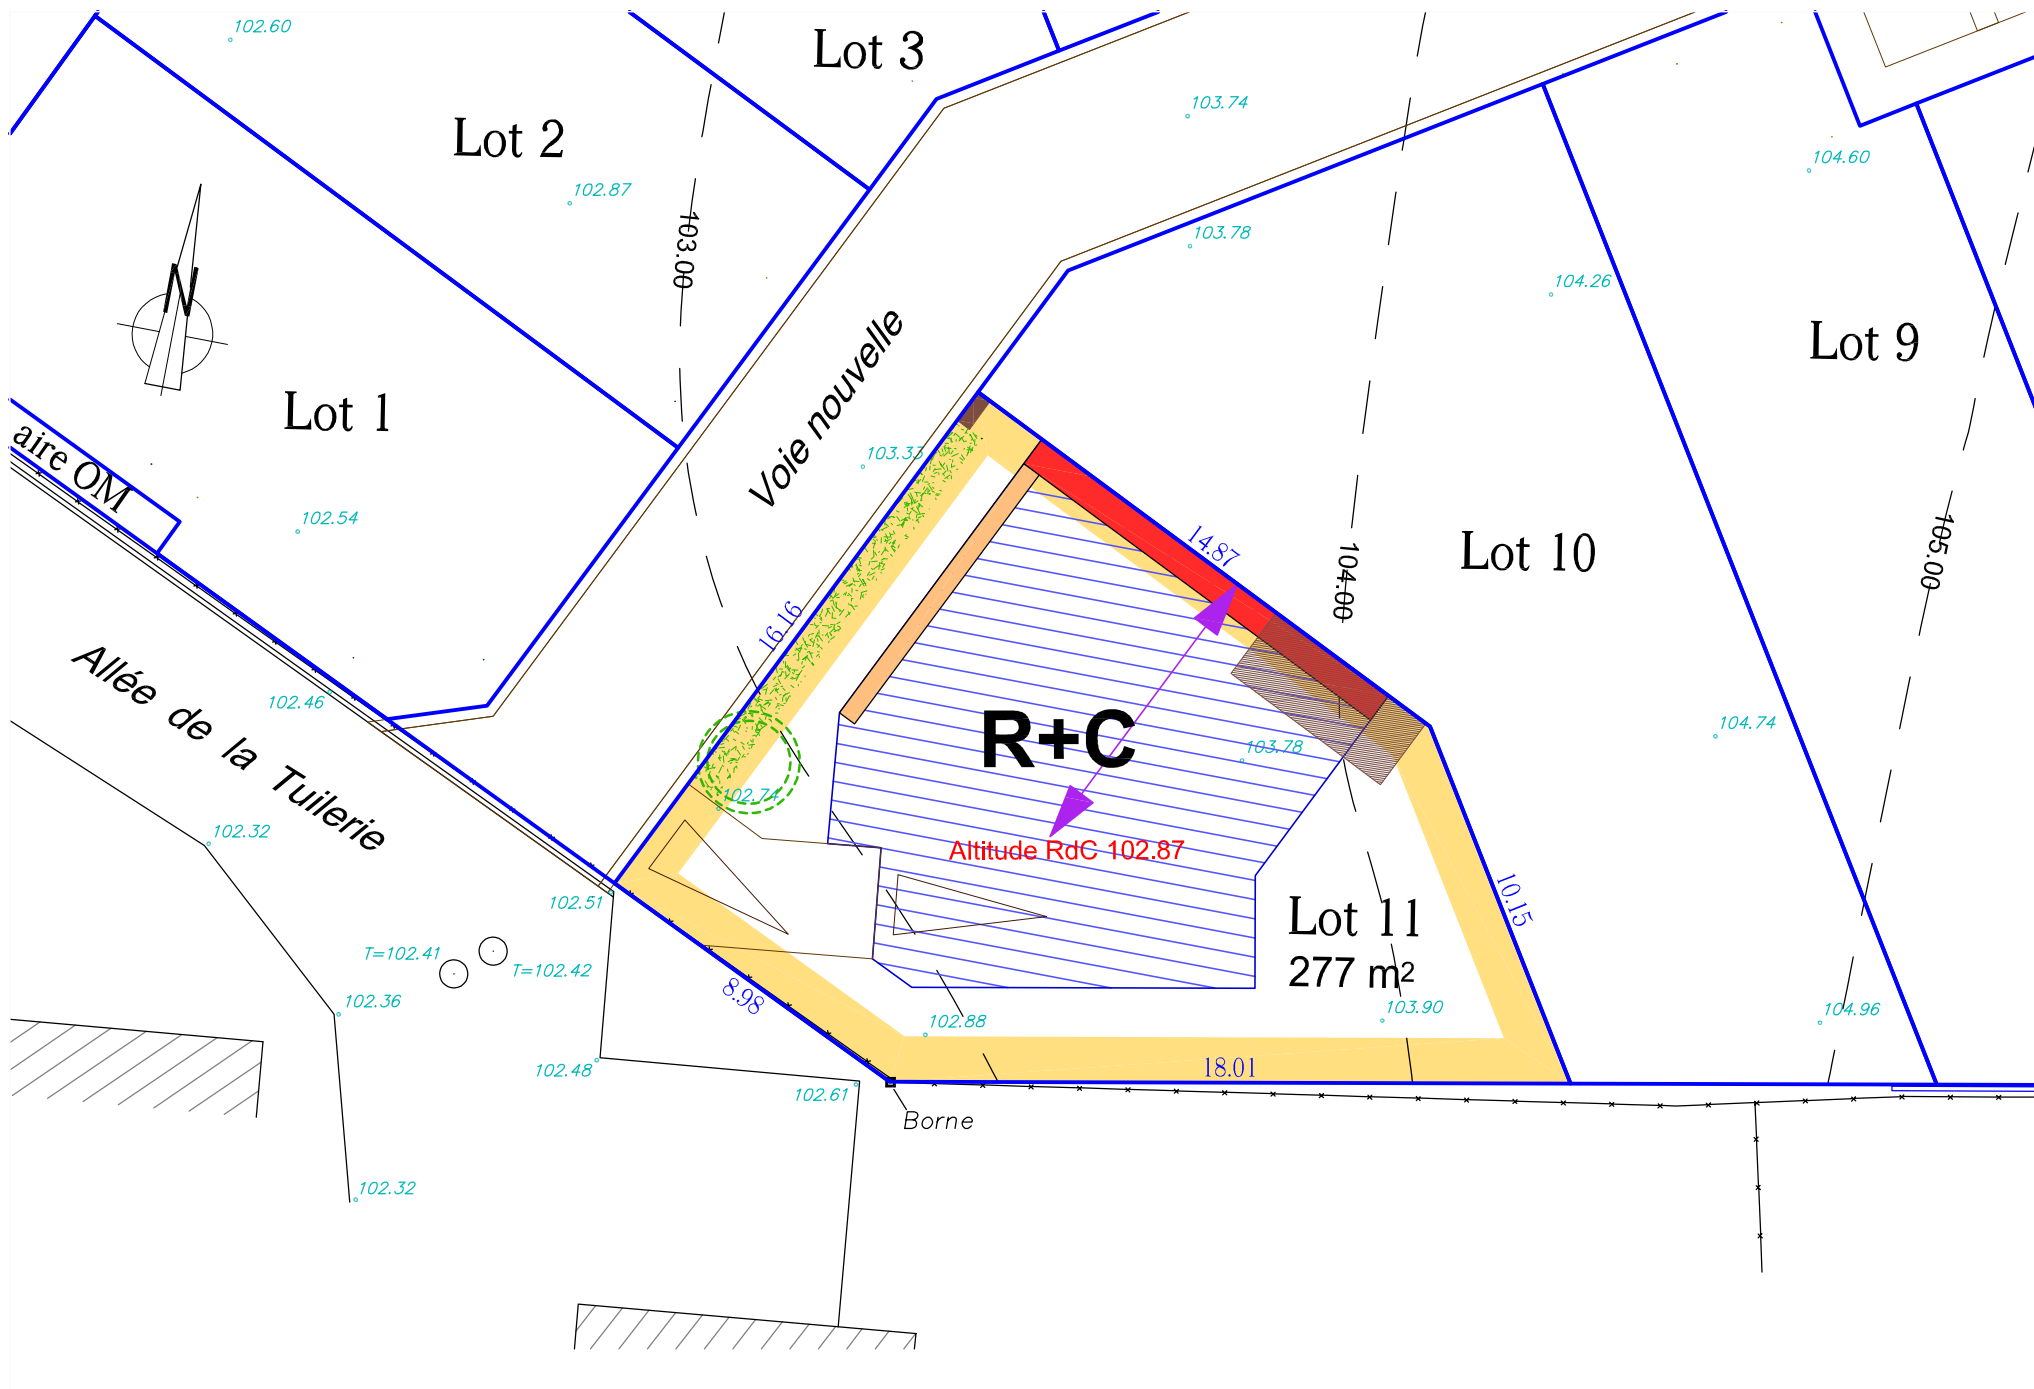 102.60
Lot 3
103.74
Lot 2
104.60
102.87
103.00
103.78
104.26
N
Voie nouvelle
Lot 9
Lot 1
aire OM
103.33
102.54
14.87
Lot 10
104.00
105.00
16.16
Allée de la Tuilerie
102.46
R+C
103.78
104.74
102.74
102.32
Altitude RdC 102.87
10.15
102.51
Lot 11
277 m²
T=102.41
T=102.42
8.98
102.36
102.88
103.90
104.96
102.48
18.01
102.61
Borne
102.32